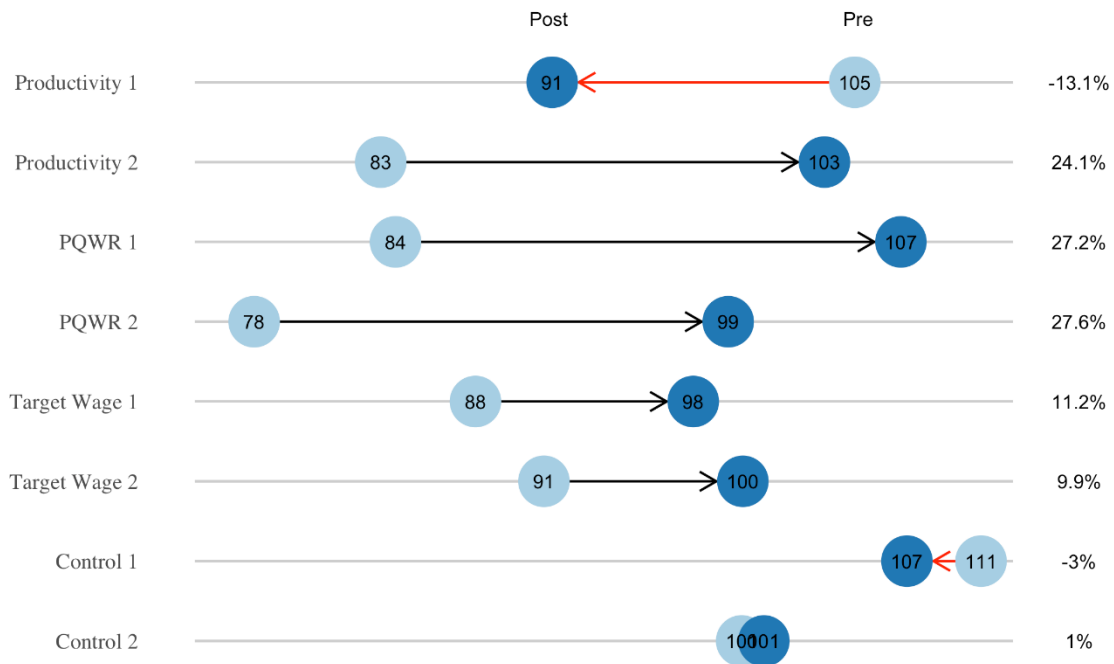 Post Pre
Productivity 1 91 105 -13.1%
Productivity 2 83 103 24.1%
PQWR 1 84 107 27.2%
PQWR 2 78 99 27.6%
Target Wage 1 88 98 11.2%
Target Wage 2 91 100 9.9%
Control 1 107 111 -3%
Control 2 100 101 1%